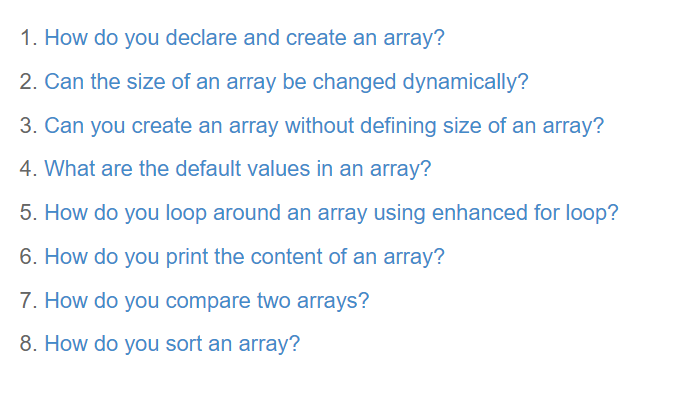 1. How do you declare and create an array?
2. Can the size of an array be changed dynamically?
3. Can you create an array without defining size of an array?
4. What are the default values in an array?
5. How do you loop around an array using enhanced for loop?
6. How do you print the content of an array?
7. How do you compare two arrays?
8. How do you sort an array?